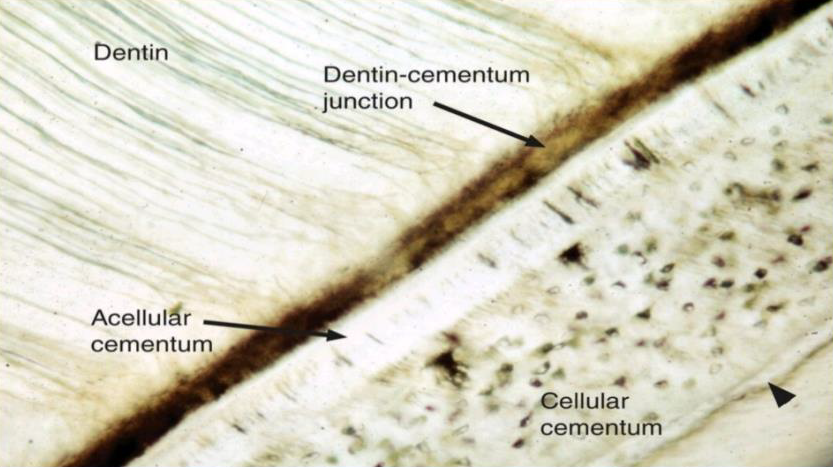 Dentin
Dentin-cementum
junction
Acellular
cementum
Cellular
cementum